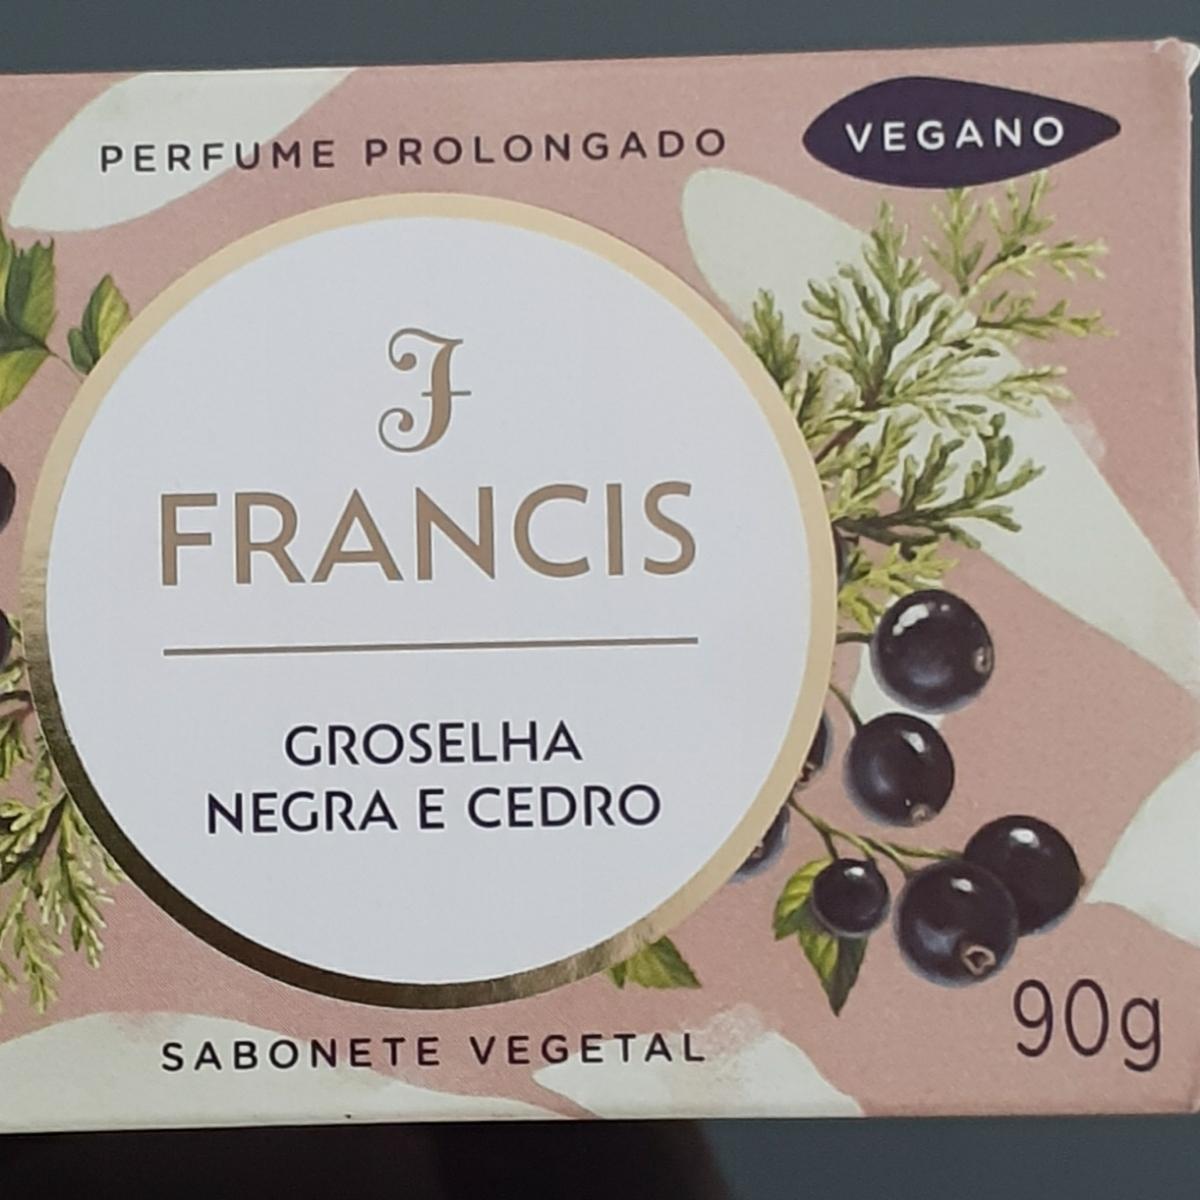 PERFUME PROLONGADO
VEGANO
F
FRANCIS
GROSELHA
NEGRA E CEDRO
SABONETE VEGETAL
90g